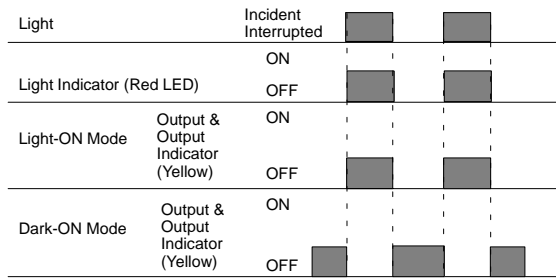 Light
Incident
Interrupted
Light Indicator (Red LED)
ON
OFF
Light-ON Mode
Output &
Output
Indicator
(Yellow)
ON
OFF
Dark-ON Mode
Output &
Output
Indicator
(Yellow)
ON
OFF